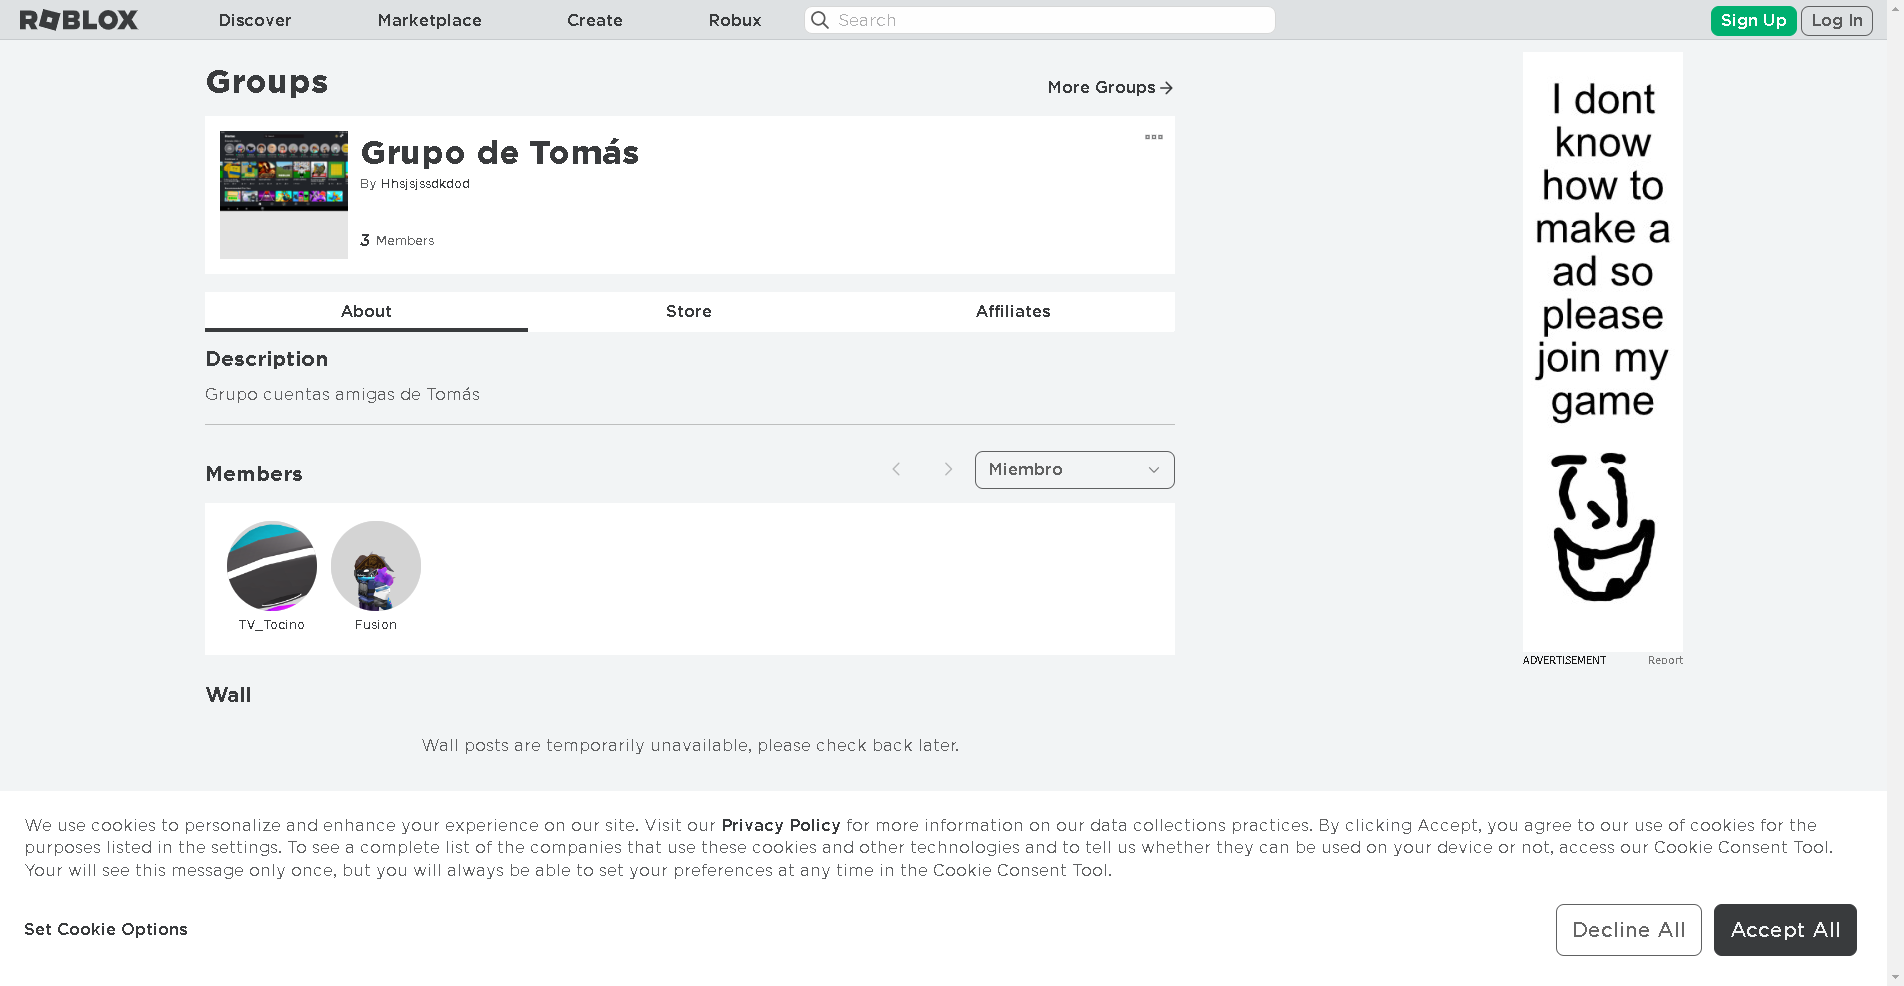 ROBLOX
Discover
Marketplace
Create
Robux
Search
Sign Up
Log In
Groups
More Groups
Grupo de Tomás
By Hhsjsjssdkdod
3 Members
About
Store
Affiliates
Description
Grupo cuentas amigas de Tomás
Members
Miembro
TV_Tocino
Fusion
Wall
Wall posts are temporarily unavailable, please check back later.
I dont
know
how to
make a
ad so
please
join my
game
ADVERTISEMENT
Report
We use cookies to personalize and enhance your experience on our site. Visit our Privacy Policy for more information on our data collections practices. By clicking Accept, you agree to our use of cookies for the
purposes listed in the settings. To see a complete list of the companies that use these cookies and other technologies and to tell us whether they can be used on your device or not, access our Cookie Consent Tool.
Your will see this message only once, but you will always be able to set your preferences at any time in the Cookie Consent Tool.
Set Cookie Options
Decline All
Accept All